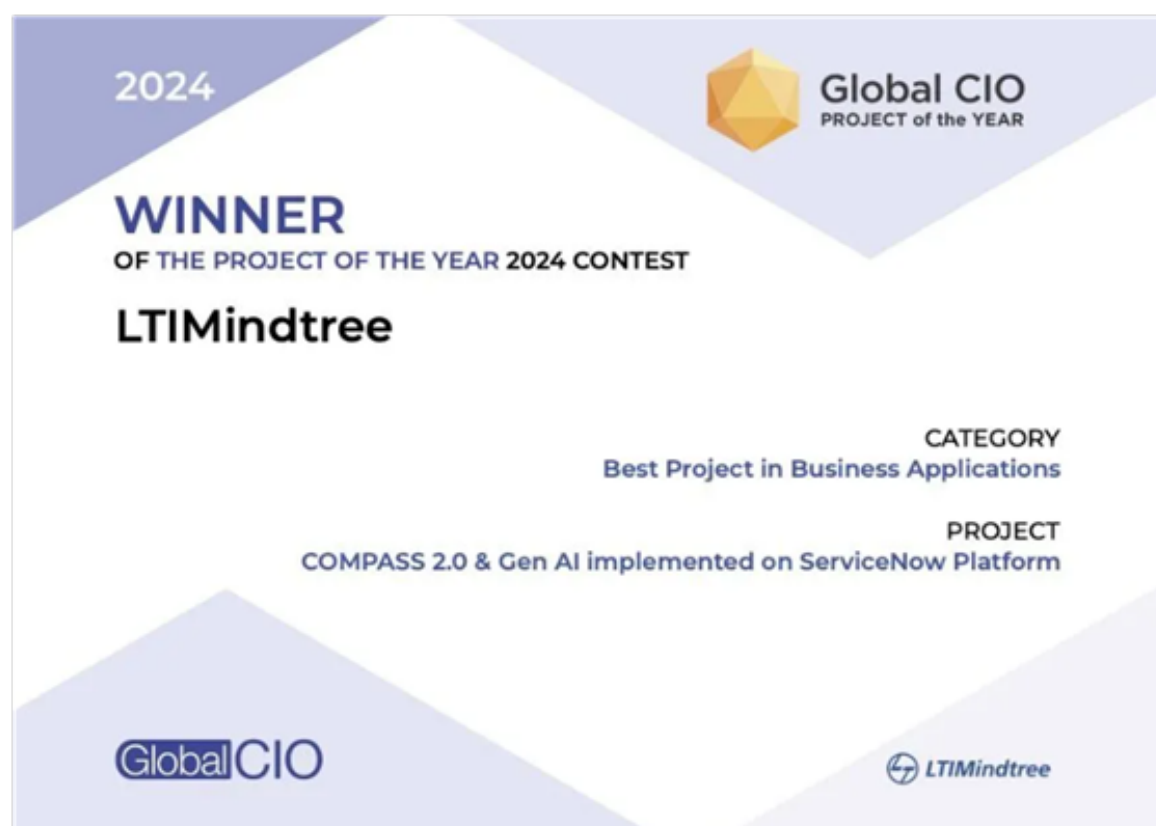 2024
Global CIO
PROJECT of the YEAR
WINNER
OF THE PROJECT OF THE YEAR 2024 CONTEST
LTIMindtree
CATEGORY
Best Project in Business Applications
PROJECT
COMPASS 2.0 & Gen AI implemented on ServiceNow Platform
GlobalCIO
LTIMindtree